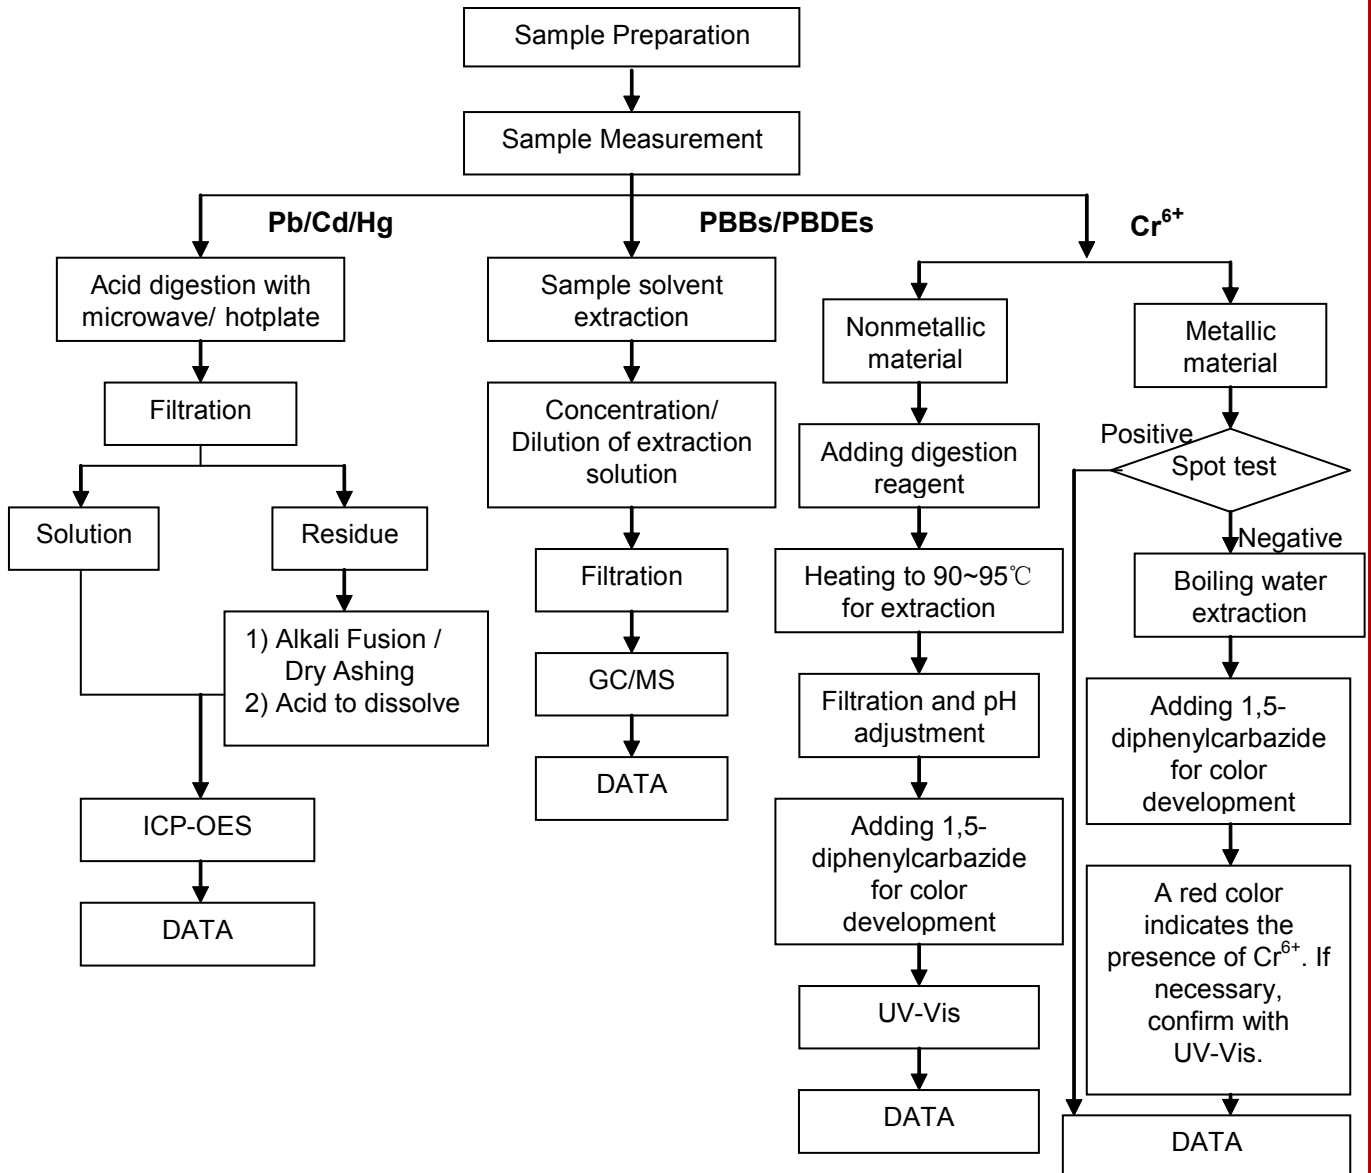 Sample Preparation
Sample Measurement
Pb/Cd/Hg
PBBs/PBDEs
Cr⁶⁺
Acid digestion with
microwave/ hotplate
Filtration
Solution
Residue
1) Alkali Fusion /
Dry Ashing
2) Acid to dissolve
ICP-OES
DATA
Sample solvent
extraction
Concentration/
Dilution of extraction
solution
Filtration
GC/MS
DATA
Nonmetallic
material
Adding digestion
reagent
Heating to 90~95℃
for extraction
Filtration and pH
adjustment
Adding 1,5-
diphenylcarbazide
for color
development
UV-Vis
DATA
Metallic
material
Positive
Spot test
Negative
Boiling water
extraction
Adding 1,5-
diphenylcarbazide
for color
development
A red color
indicates the
presence of Cr⁶⁺. If
necessary,
confirm with
UV-Vis.
DATA